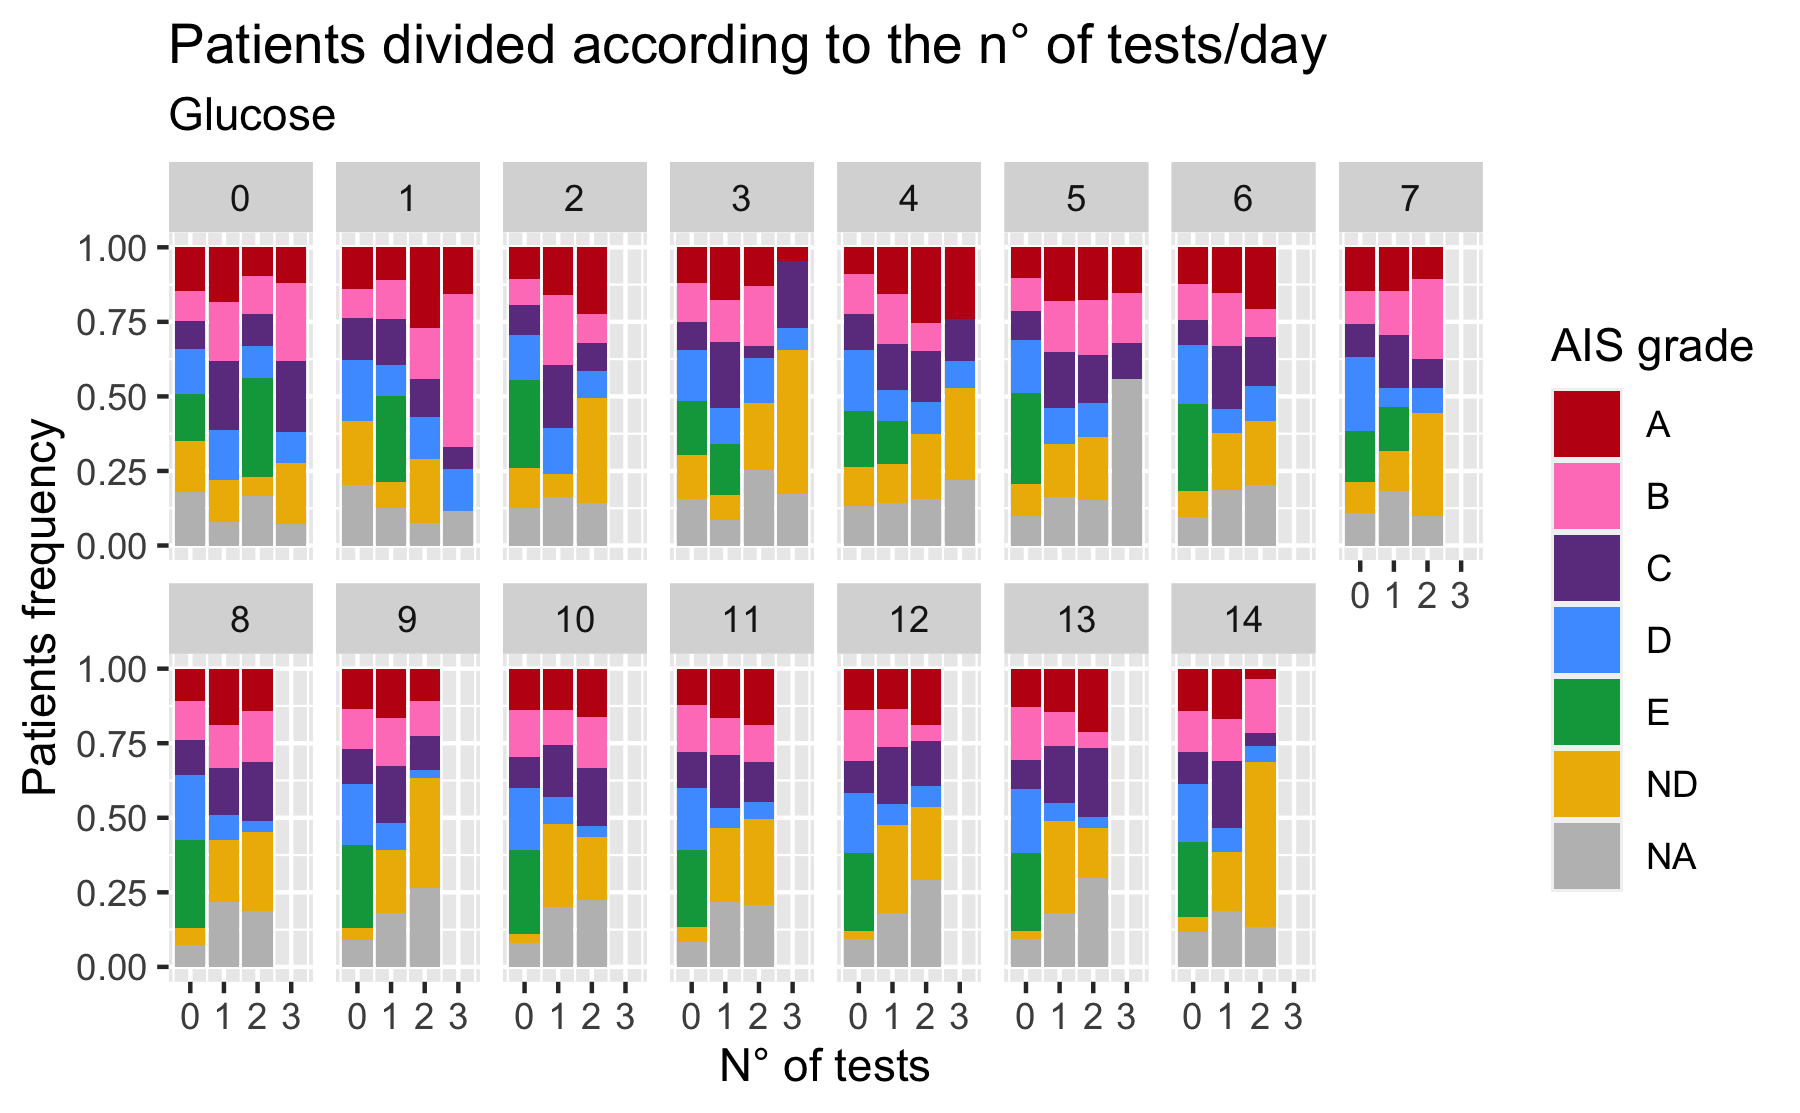 Patients divided according to the n° of tests/day
Glucose
0 1 2 3 4 5 6 7
1.00
0.75
0.50
0.25
0.00
0 1 2 3
8 9 10 11 12 13 14
1.00
0.75
0.50
0.25
0.00
0 1 2 3 0 1 2 3 0 1 2 3 0 1 2 3 0 1 2 3 0 1 2 3 0 1 2 3
N° of tests
Patients frequency
AIS grade
A
B
C
D
E
ND
NA